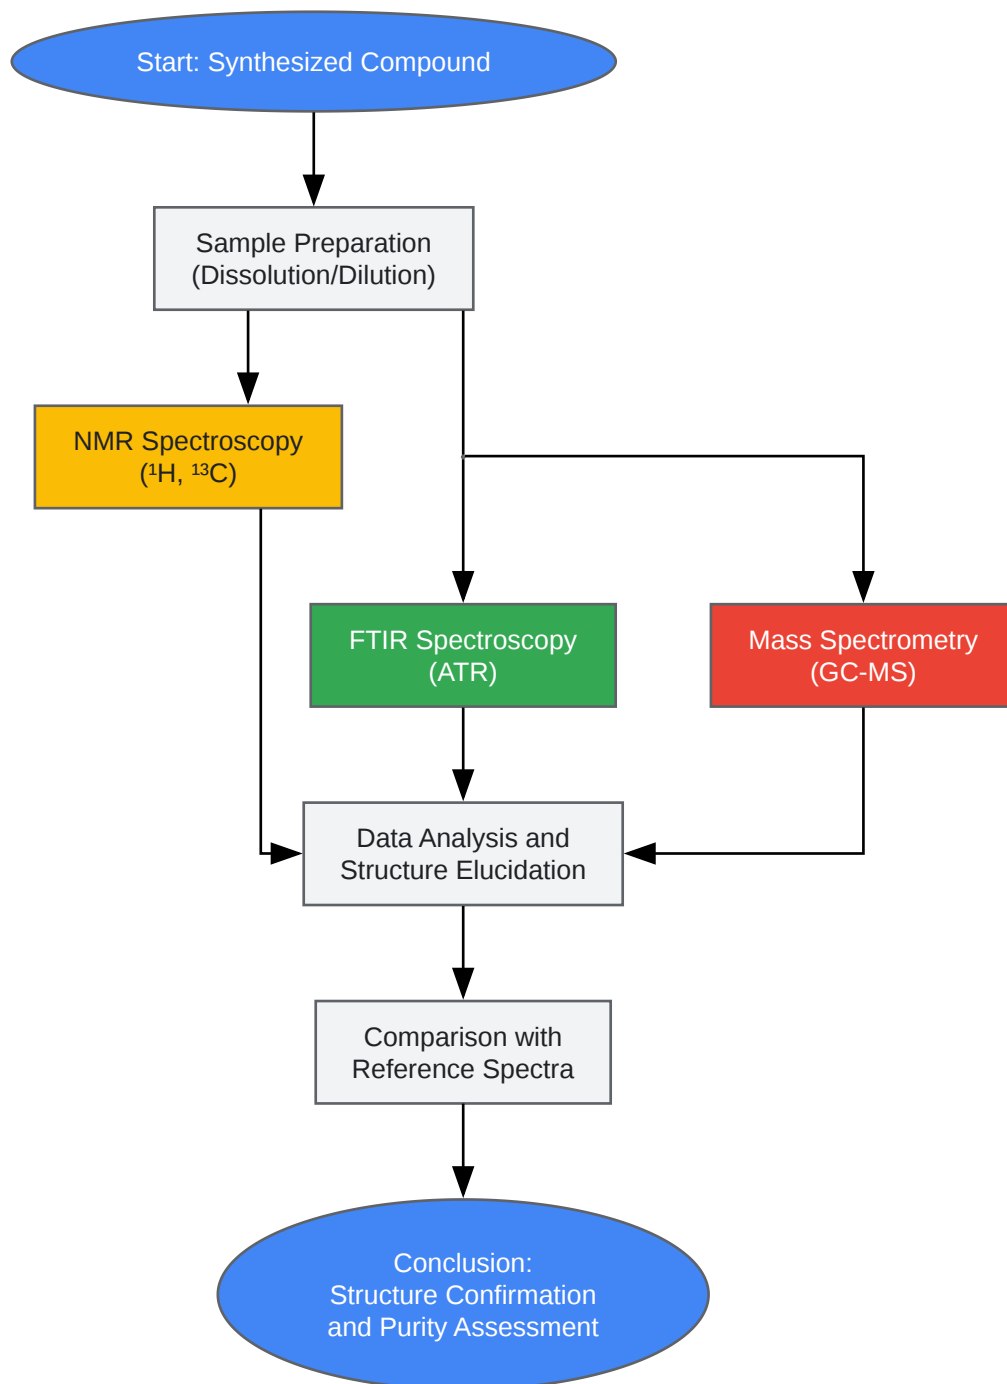 Start: Synthesized Compound
Sample Preparation
(Dissolution/Dilution)
NMR Spectroscopy
(¹H, ¹³C)
FTIR Spectroscopy
(ATR)
Mass Spectrometry
(GC-MS)
Data Analysis and
Structure Elucidation
Comparison with
Reference Spectra
Conclusion:
Structure Confirmation
and Purity Assessment